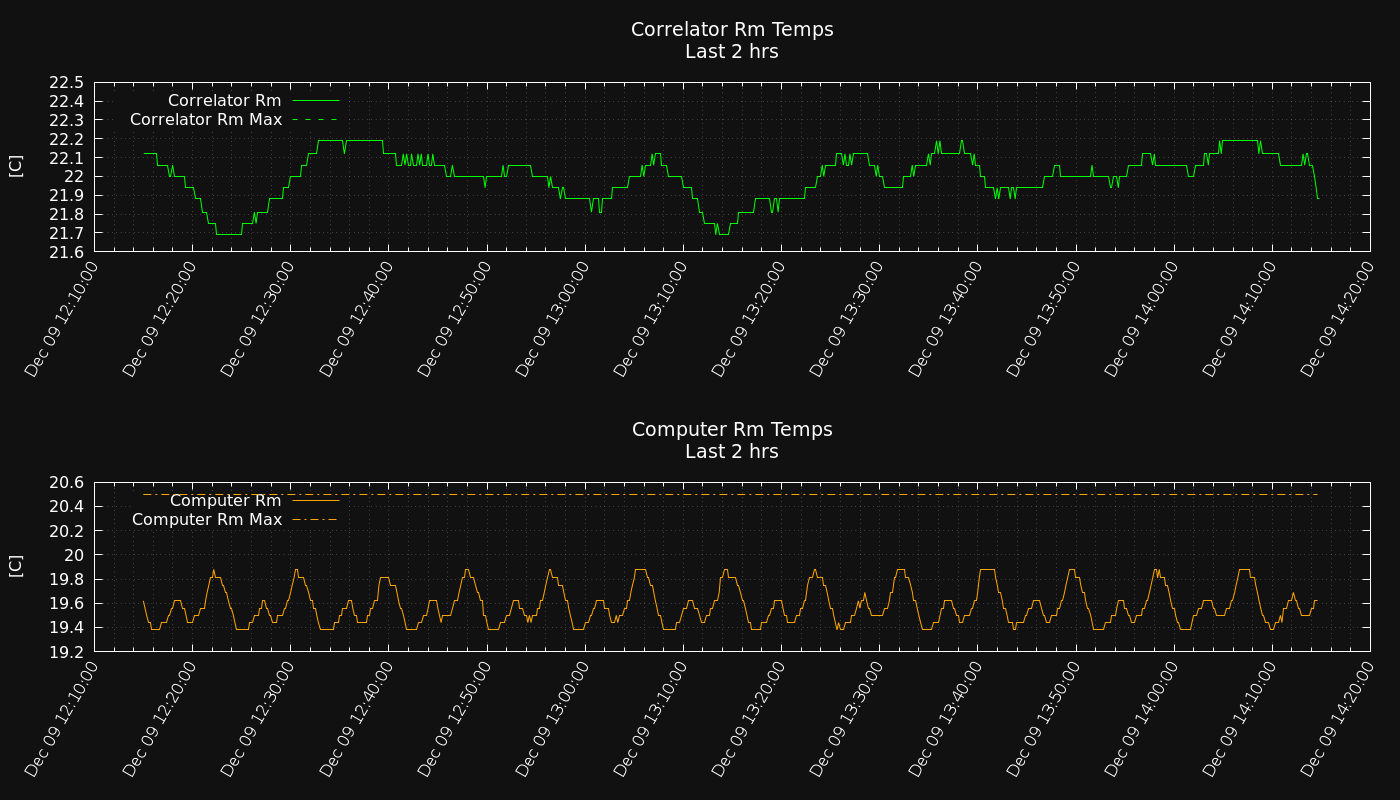 Correlator Rm Temps
Last 2 hrs
22.5
22.4
22.3
22.2
22.1
22
21.9
21.8
21.7
21.6
[C]
Correlator Rm
Correlator Rm Max
Dec 09 12:10:00
Dec 09 12:20:00
Dec 09 12:30:00
Dec 09 12:40:00
Dec 09 12:50:00
Dec 09 13:00:00
Dec 09 13:10:00
Dec 09 13:20:00
Dec 09 13:30:00
Dec 09 13:40:00
Dec 09 13:50:00
Dec 09 14:00:00
Dec 09 14:10:00
Dec 09 14:20:00
Computer Rm Temps
Last 2 hrs
20.6
20.4
20.2
20
19.8
19.6
19.4
19.2
[C]
Computer Rm
Computer Rm Max
Dec 09 12:10:00
Dec 09 12:20:00
Dec 09 12:30:00
Dec 09 12:40:00
Dec 09 12:50:00
Dec 09 13:00:00
Dec 09 13:10:00
Dec 09 13:20:00
Dec 09 13:30:00
Dec 09 13:40:00
Dec 09 13:50:00
Dec 09 14:00:00
Dec 09 14:10:00
Dec 09 14:20:00